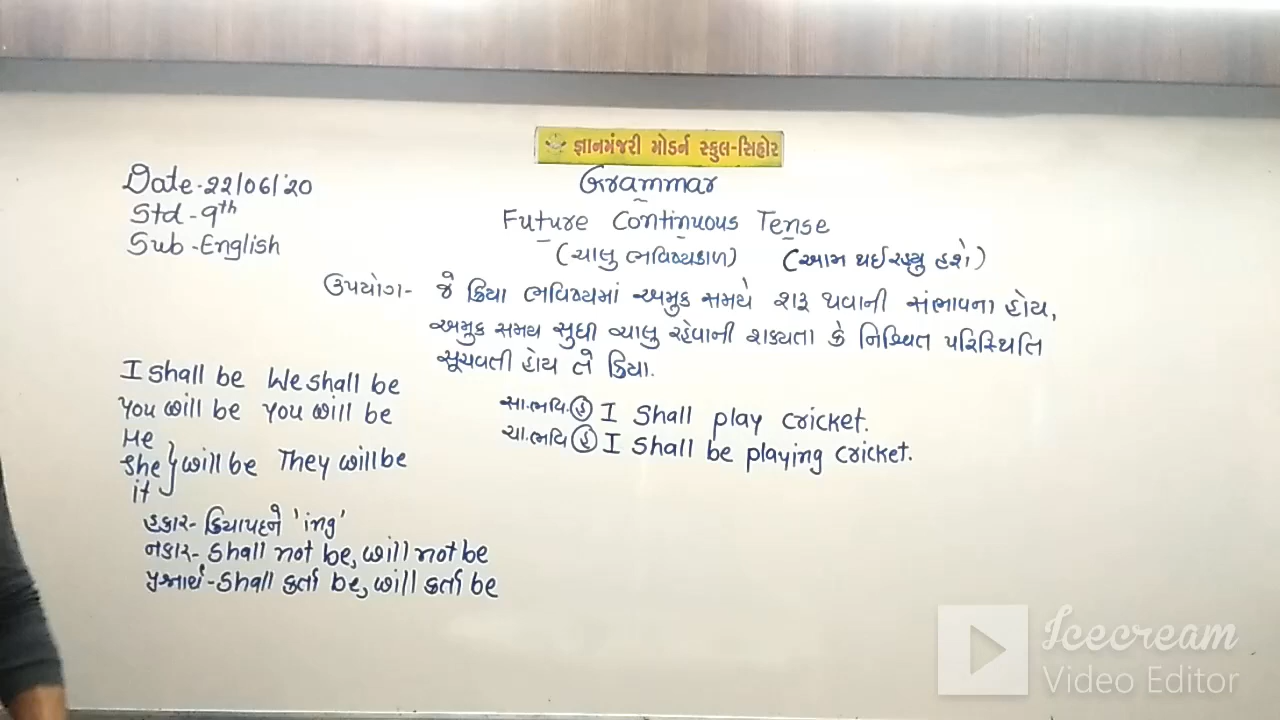 જ્ઞાનમંજરી મોડર્ન સ્કુલ-સિહોર
Date-22/06/'20
Std-9th
Sub-English
Grammar
Future Continuous Tense
(ચાલુ ભવિષ્યકાળ) (આમ થઈ રહ્યુ હશે)
ઉપયોગ- જે ક્રિયા ભવિષ્યમાં અમુક સમયે શરૂ થવાની સંભાવના હોય,
અમુક સમય સુધી ચાલુ રહેવાની શક્યતા કે નિશ્ચિત પરિસ્થિતિ
સૂચવતી હોય તે ક્રિયા.
I shall be We shall be
You will be You will be
He
She } will be They will be
it
હકાર- ક્રિયાપદને 'ing'
નકાર- shall not be, will not be
પ્રશ્નાર્થ-shall કર્તા be, will કર્તા be
સા.ભવિ. હ I Shall play cricket.
ચા.ભવિ હ I Shall be playing cricket.
Icecream
Video Editor